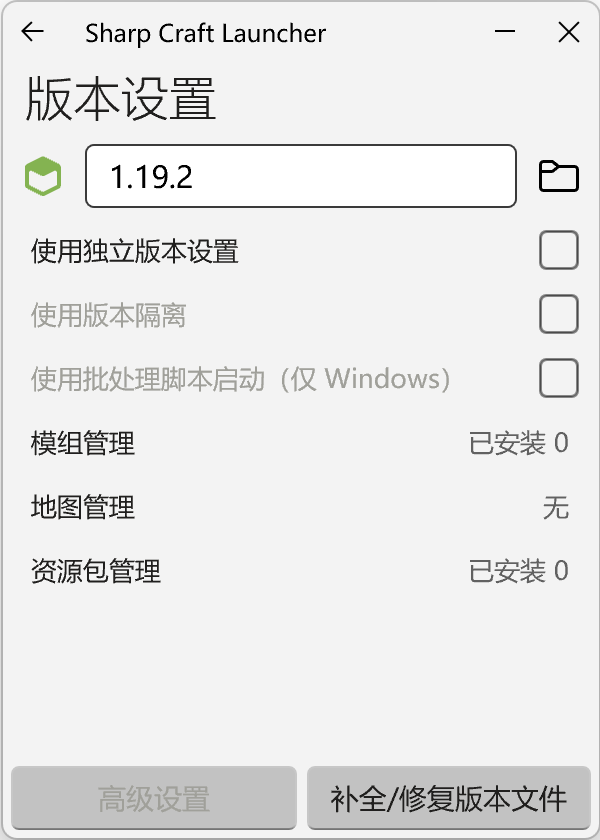 Sharp Craft Launcher
版本设置
1.19.2
使用独立版本设置
使用版本隔离
使用批处理脚本启动（仅 Windows）
模组管理 已安装 0
地图管理 无
资源包管理 已安装 0
高级设置 补全/修复版本文件